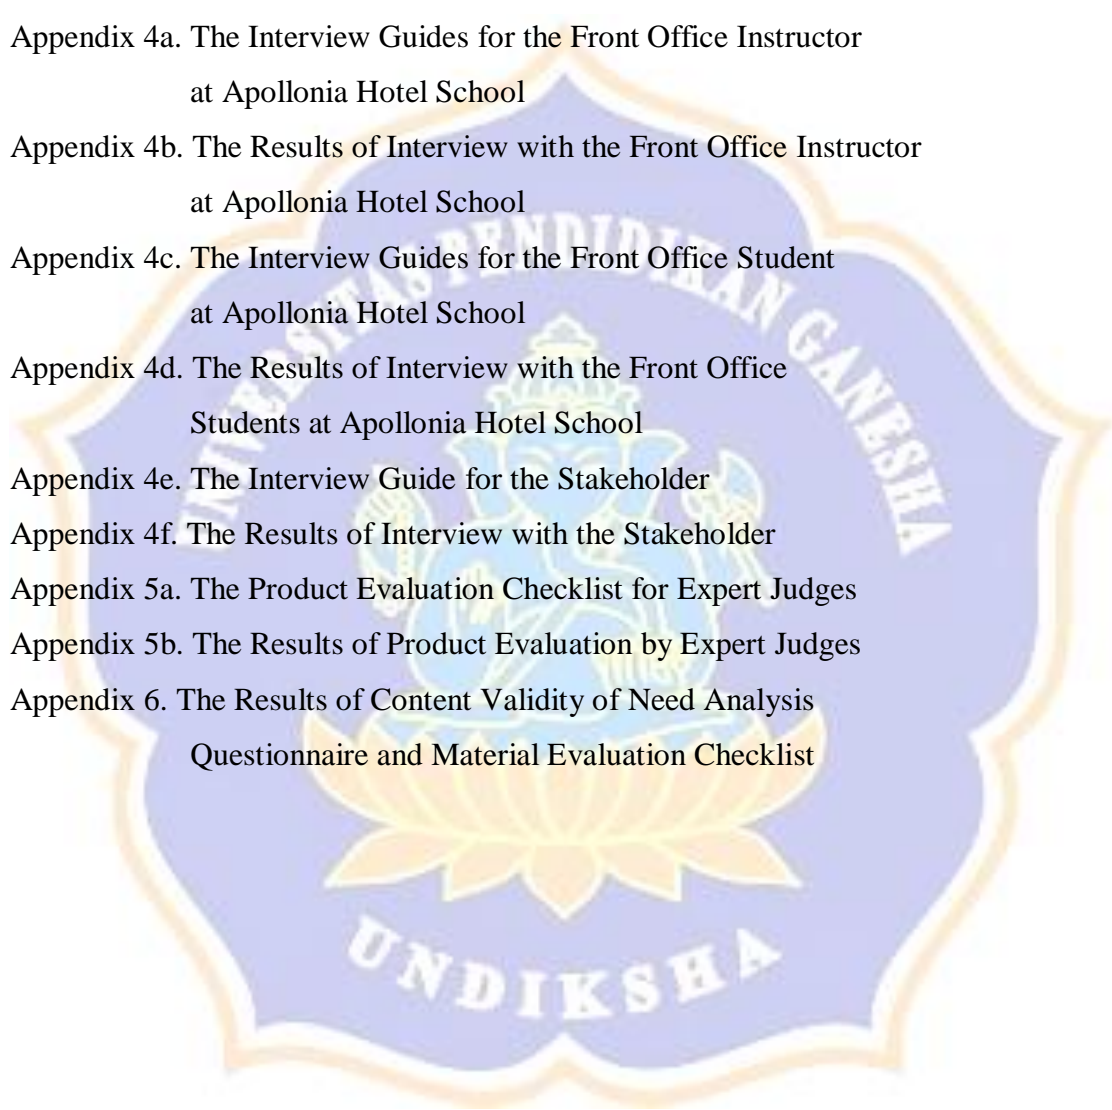 Appendix 4a. The Interview Guides for the Front Office Instructor
at Apollonia Hotel School
Appendix 4b. The Results of Interview with the Front Office Instructor
at Apollonia Hotel School
Appendix 4c. The Interview Guides for the Front Office Student
at Apollonia Hotel School
Appendix 4d. The Results of Interview with the Front Office
Students at Apollonia Hotel School
Appendix 4e. The Interview Guide for the Stakeholder
Appendix 4f. The Results of Interview with the Stakeholder
Appendix 5a. The Product Evaluation Checklist for Expert Judges
Appendix 5b. The Results of Product Evaluation by Expert Judges
Appendix 6. The Results of Content Validity of Need Analysis
Questionnaire and Material Evaluation Checklist
UNIVERSITAS PENDIDIKAN GANESHA
UNDIKSHA